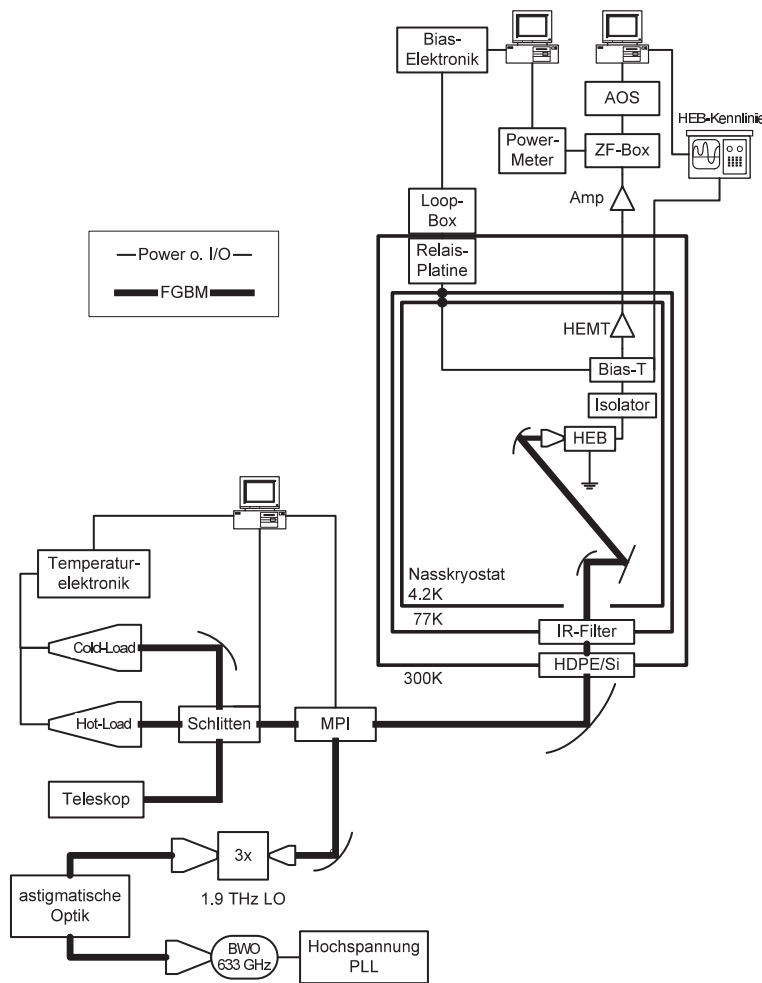 Bias-
Elektronik
AOS
HEB-Kennlinie
Power-
Meter
ZF-Box
Loop-
Box
Amp
Power o. I/O
FGBM
Relais-
Platine
HEMT
Bias-T
Isolator
HEB
Temperatur-
elektronik
Nasskryostat
4.2K
77K
IR-Filter
300K
HDPE/Si
Cold-Load
Hot-Load
Schlitten
MPI
Teleskop
3x
1.9 THz LO
astigmatische
Optik
BWO
633 GHz
Hochspannung
PLL